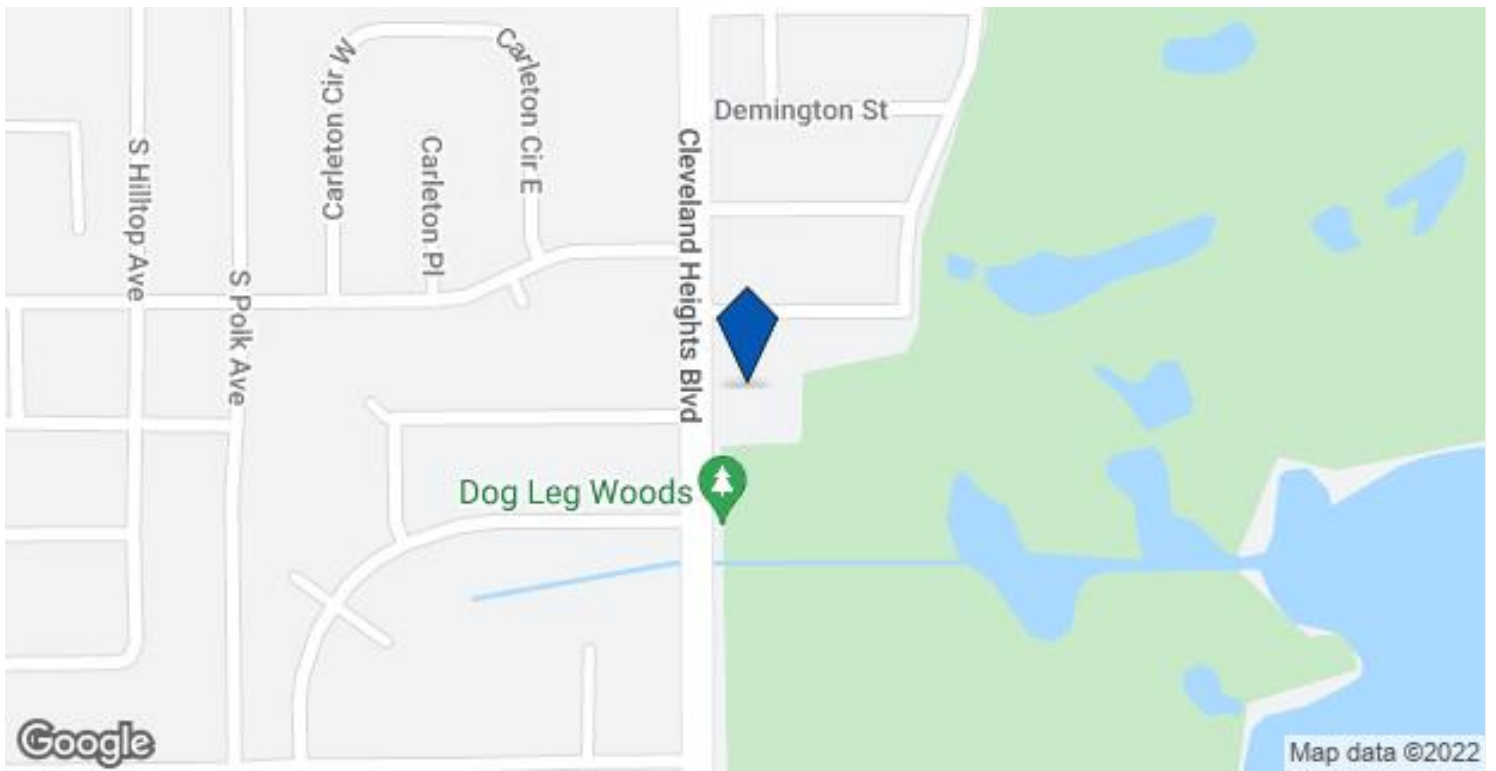 Carleton Cir W
Carleton Cir E
Demington St
S Hilltop Ave
Carleton Pl
Cleveland Heights Blvd
S Polk Ave
Dog Leg Woods
Google
Map data ©2022